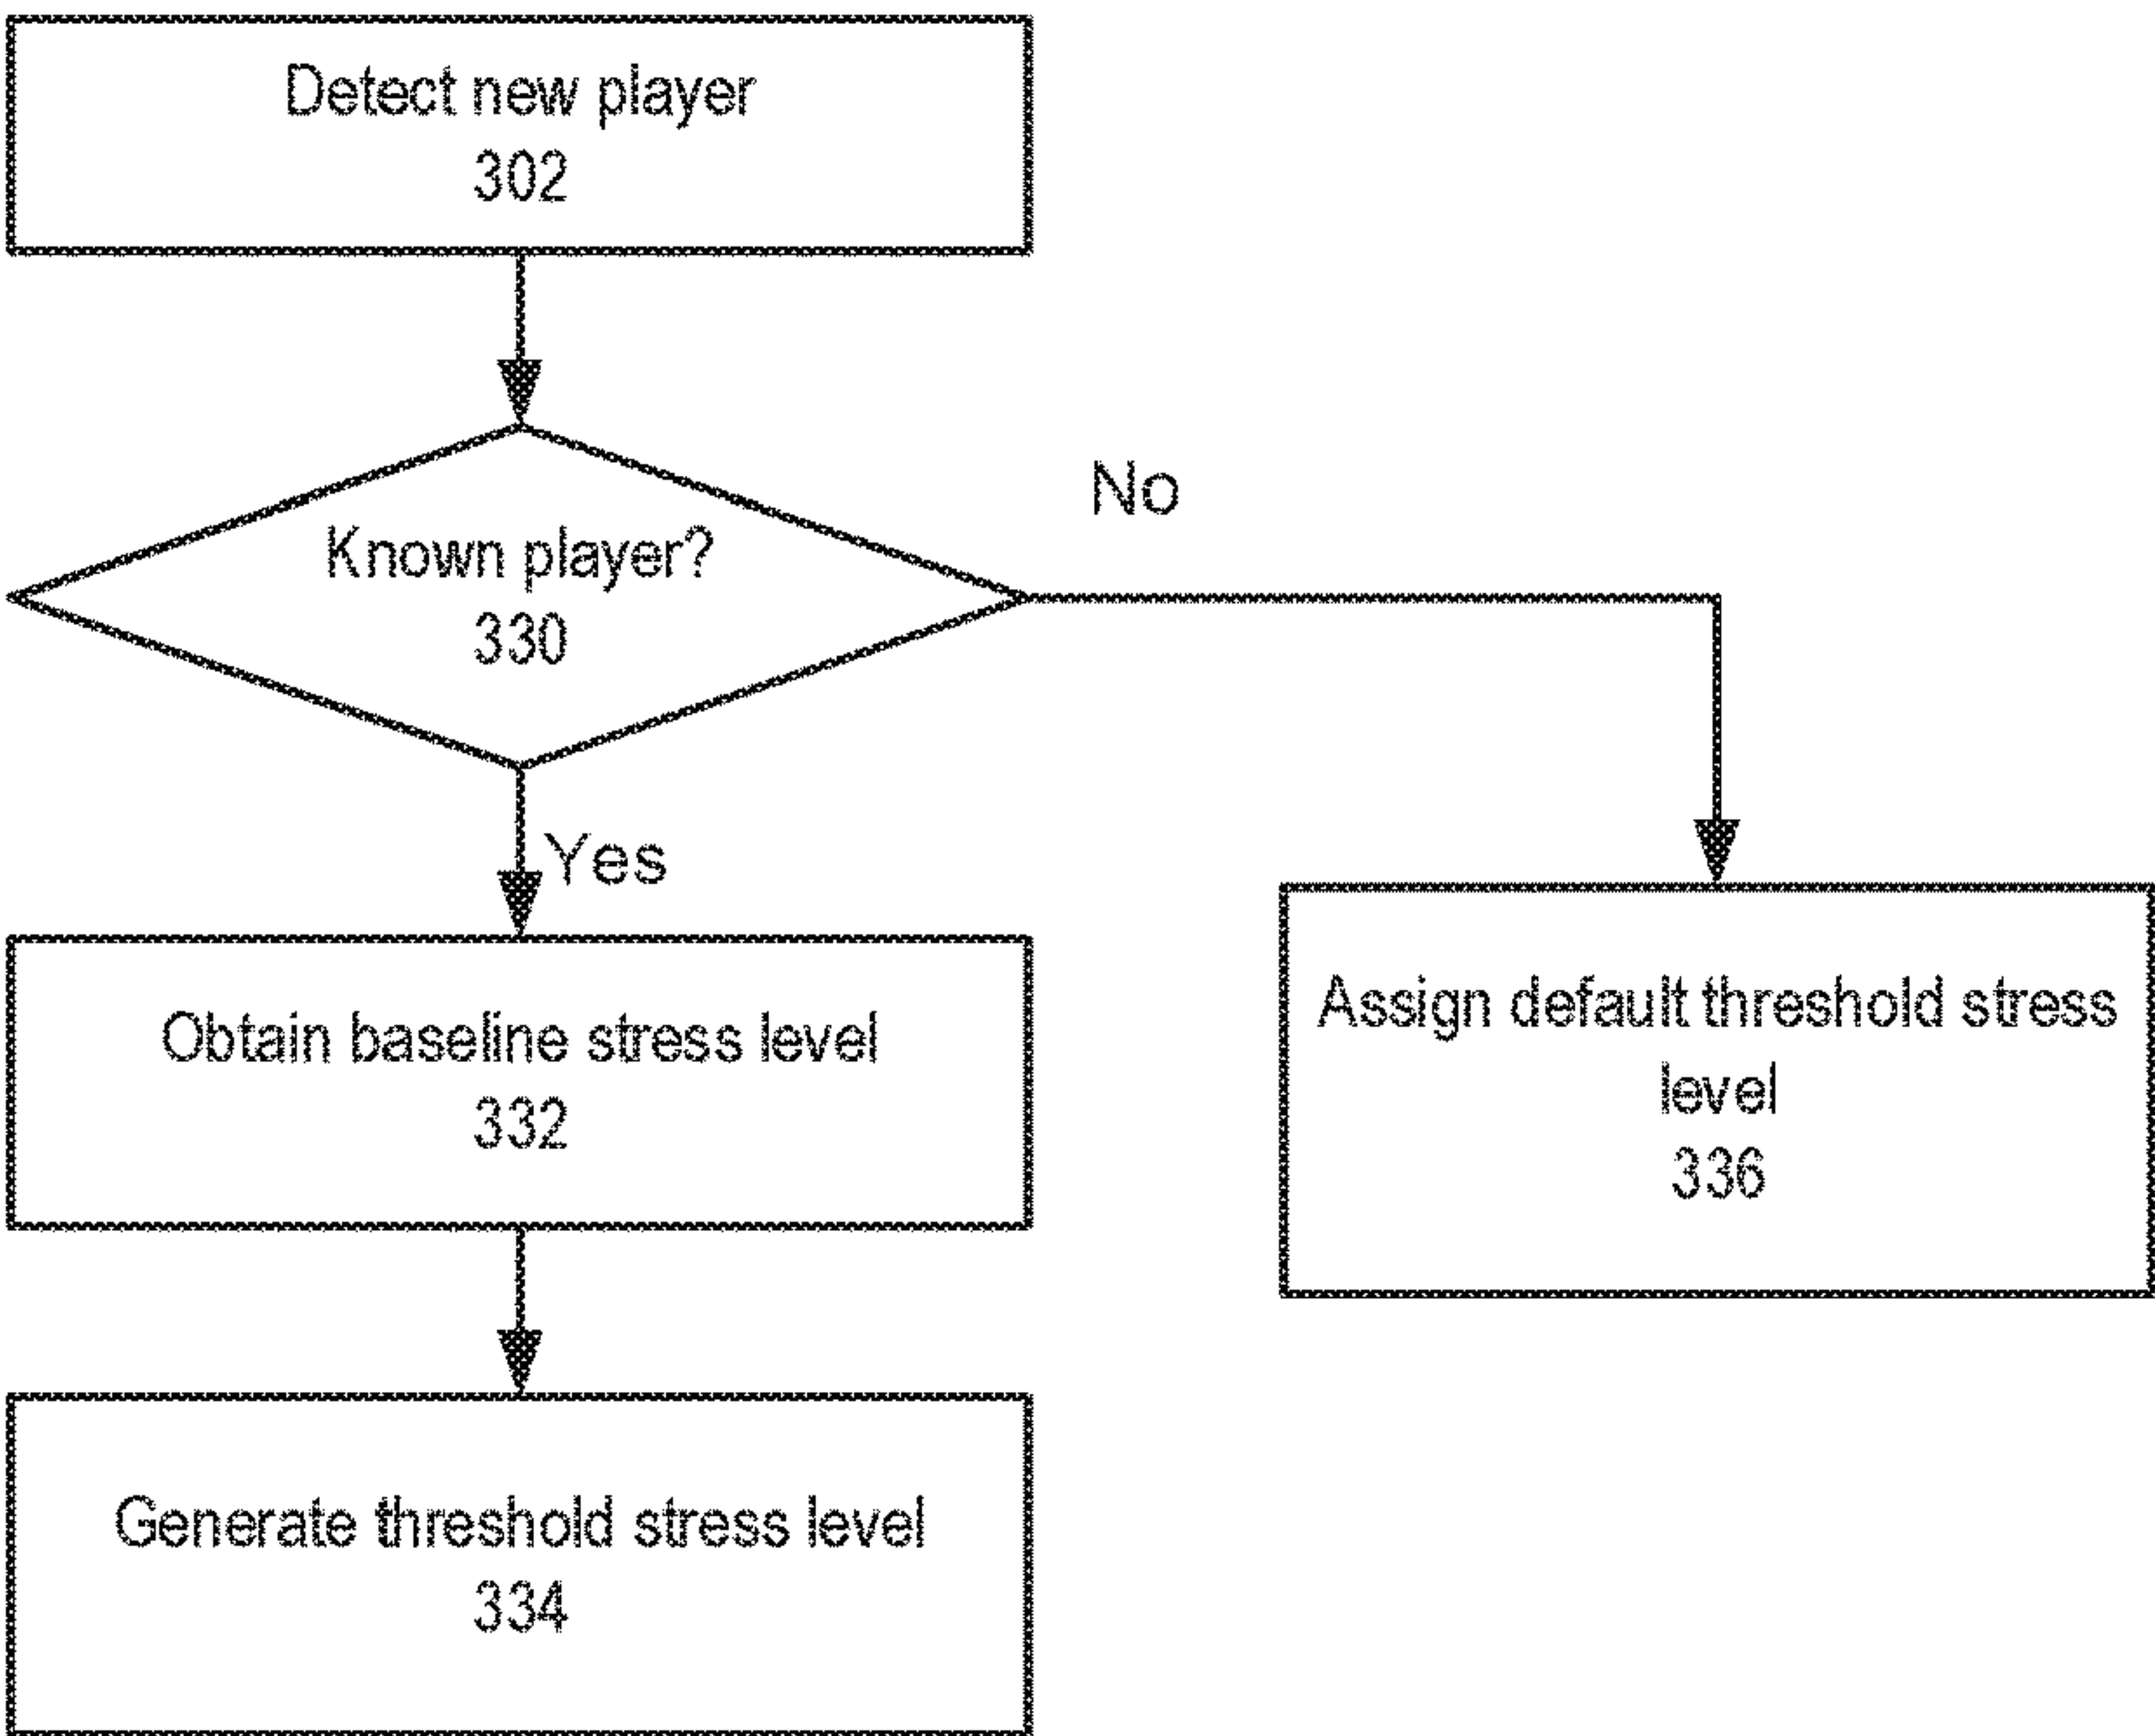 Detect new player
302
Known player?
330
No
Yes
Obtain baseline stress level
332
Assign default threshold stress
level
336
Generate threshold stress level
334